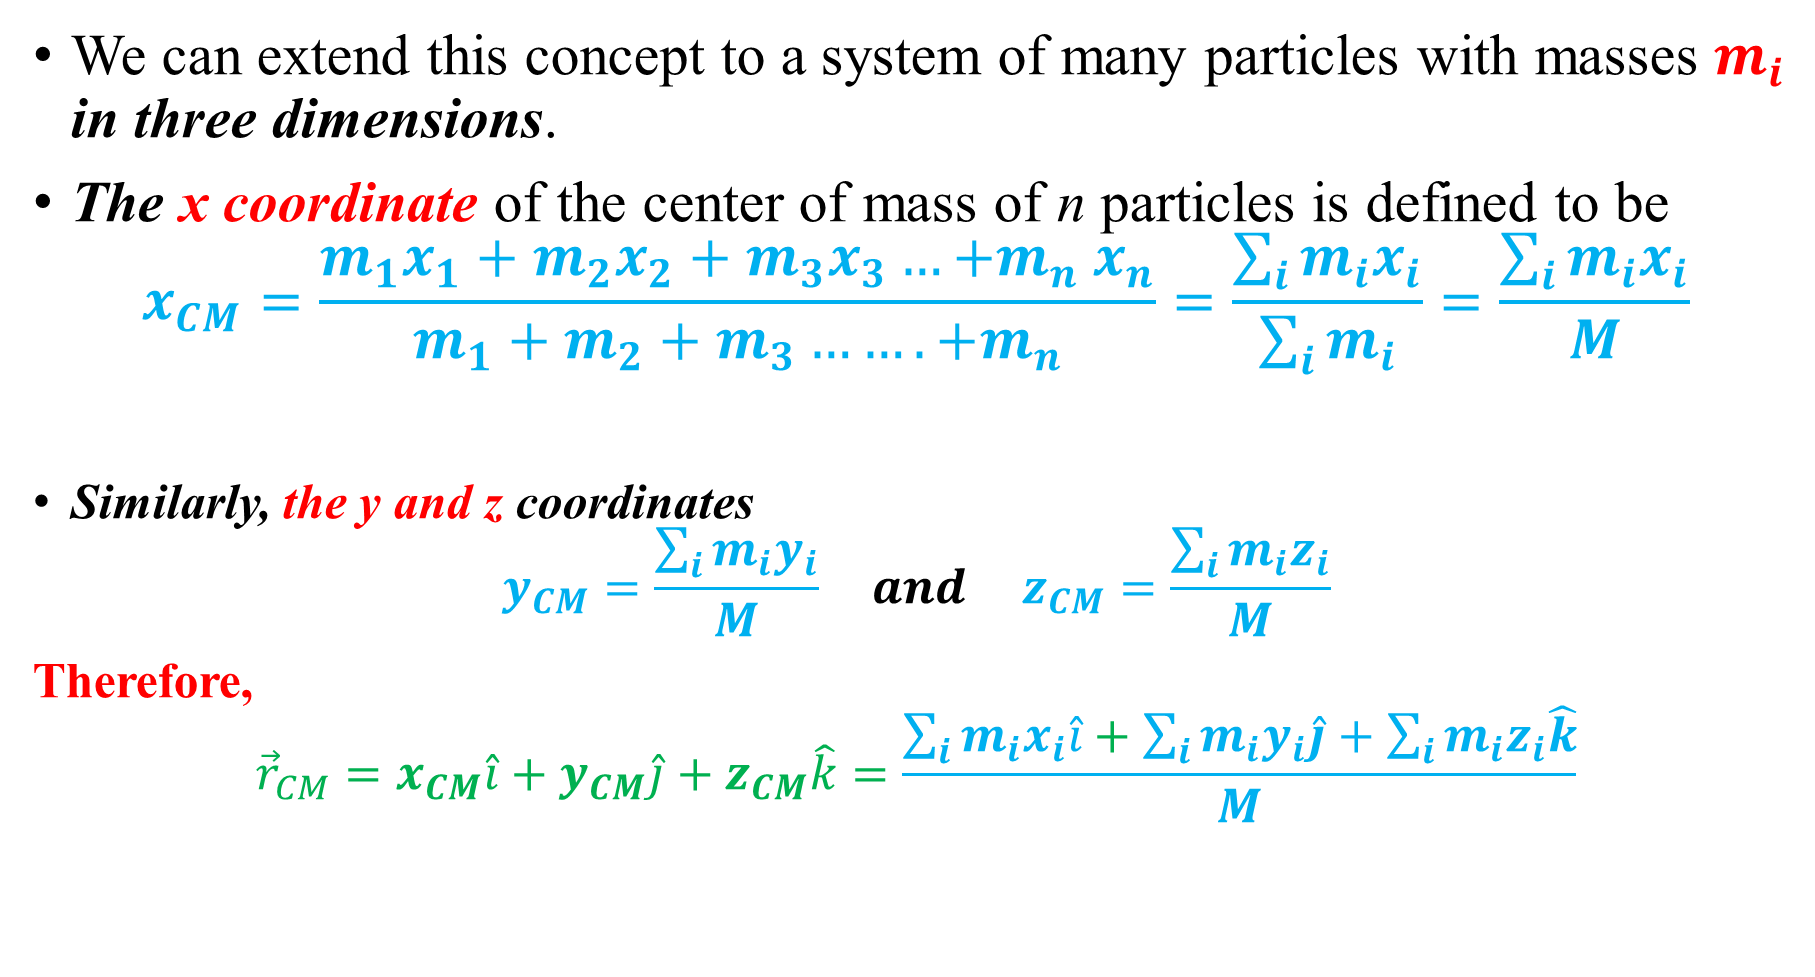 • We can extend this concept to a system of many particles with masses mᵢ
in three dimensions.
• The x coordinate of the center of mass of n particles is defined to be
x_CM = (m₁x₁ + m₂x₂ + m₃x₃ … +mₙ xₙ)/(m₁ + m₂ + m₃ … … . +mₙ) = (∑ᵢ mᵢxᵢ)/(∑ᵢ mᵢ) = (∑ᵢ mᵢxᵢ)/M
• Similarly, the y and z coordinates
y_CM = (∑ᵢ mᵢyᵢ)/M and z_CM = (∑ᵢ mᵢzᵢ)/M
Therefore,
r⃗_CM = x_CM î + y_CM ĵ + z_CM k̂ = (∑ᵢ mᵢxᵢ î + ∑ᵢ mᵢyᵢ ĵ + ∑ᵢ mᵢzᵢ k̂)/M